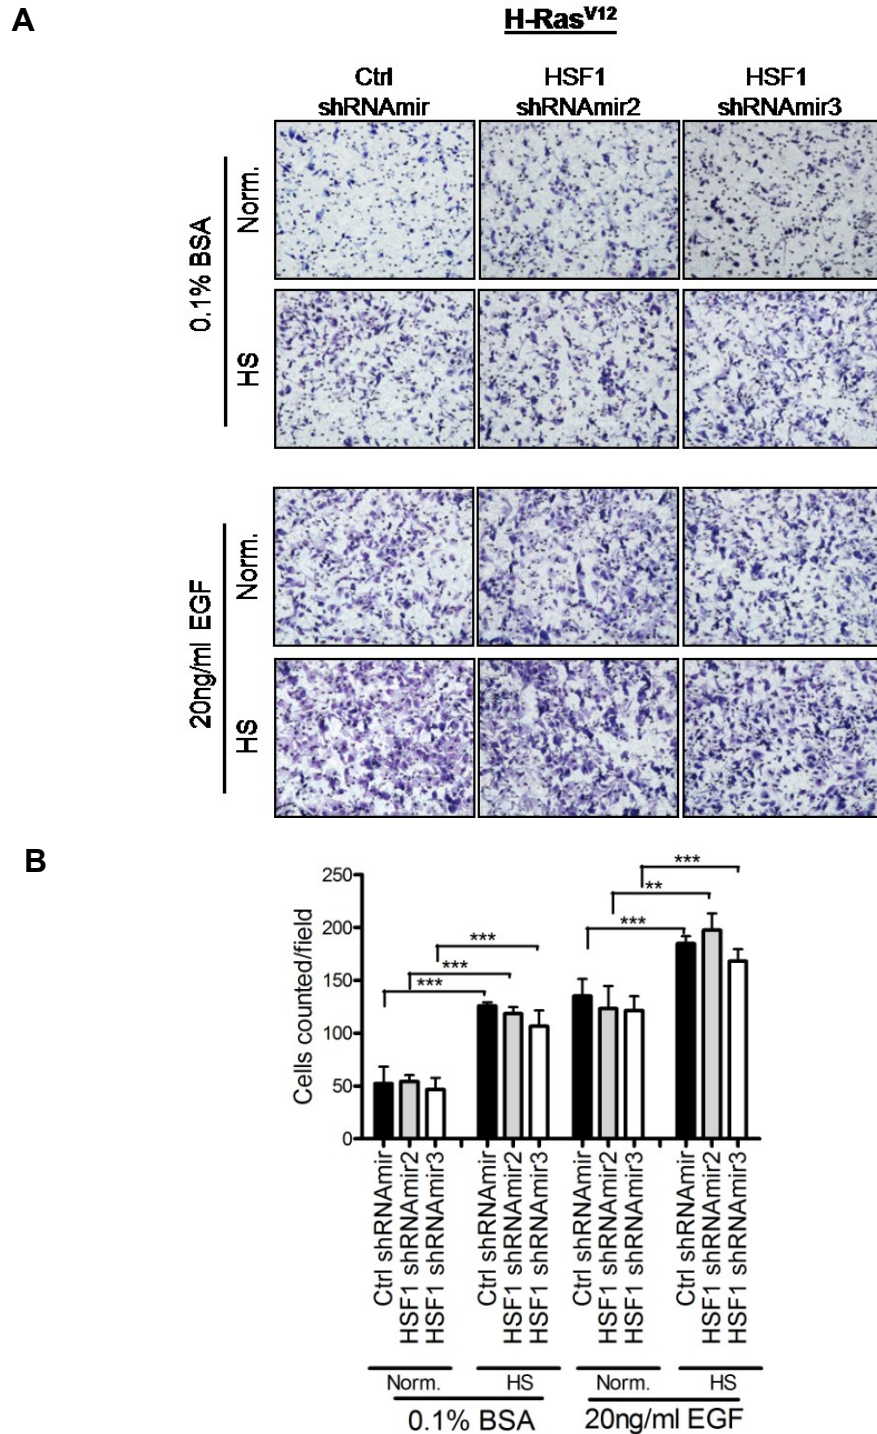 A
H-RasV12
Ctrl shRNAmir
HSF1 shRNAmir2
HSF1 shRNAmir3
0.1% BSA
Norm.
HS
20ng/ml EGF
Norm.
HS
B
Cells counted/field
250
200
150
100
50
0
***
***
***
***
**
***
Ctrl shRNAmir
HSF1 shRNAmir2
HSF1 shRNAmir3
Ctrl shRNAmir
HSF1 shRNAmir2
HSF1 shRNAmir3
Ctrl shRNAmir
HSF1 shRNAmir2
HSF1 shRNAmir3
Ctrl shRNAmir
HSF1 shRNAmir2
HSF1 shRNAmir3
Norm.
HS
Norm.
HS
0.1% BSA
20ng/ml EGF